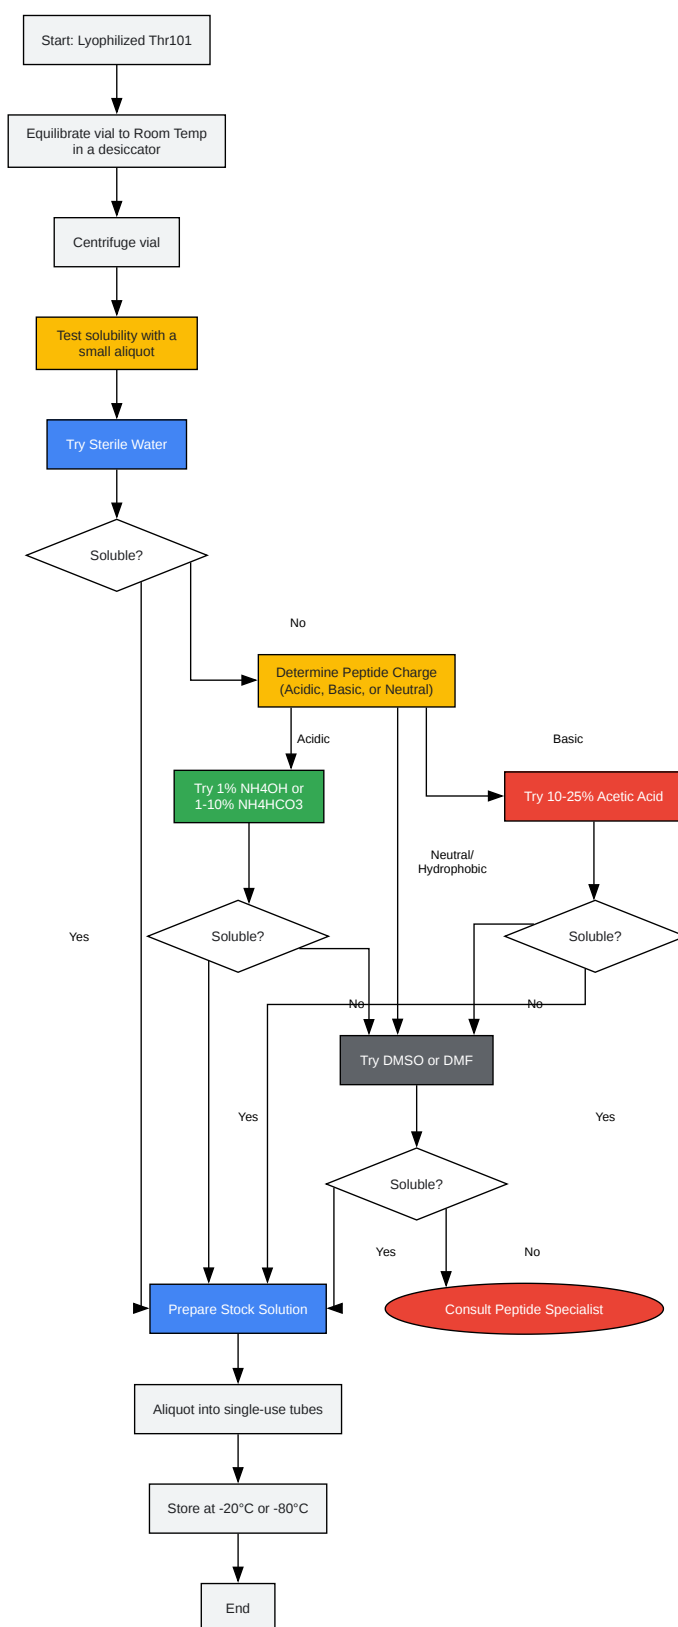 Start: Lyophilized Thr101
Equilibrate vial to Room Temp
in a desiccator
Centrifuge vial
Test solubility with a
small aliquot
Try Sterile Water
Soluble?
No
Determine Peptide Charge
(Acidic, Basic, or Neutral)
Acidic
Basic
Try 1% NH4OH or
1-10% NH4HCO3
Try 10-25% Acetic Acid
Neutral/
Hydrophobic
Yes
Soluble?
Soluble?
No
No
Try DMSO or DMF
Yes
Yes
Soluble?
Yes
No
Prepare Stock Solution
Consult Peptide Specialist
Aliquot into single-use tubes
Store at -20°C or -80°C
End